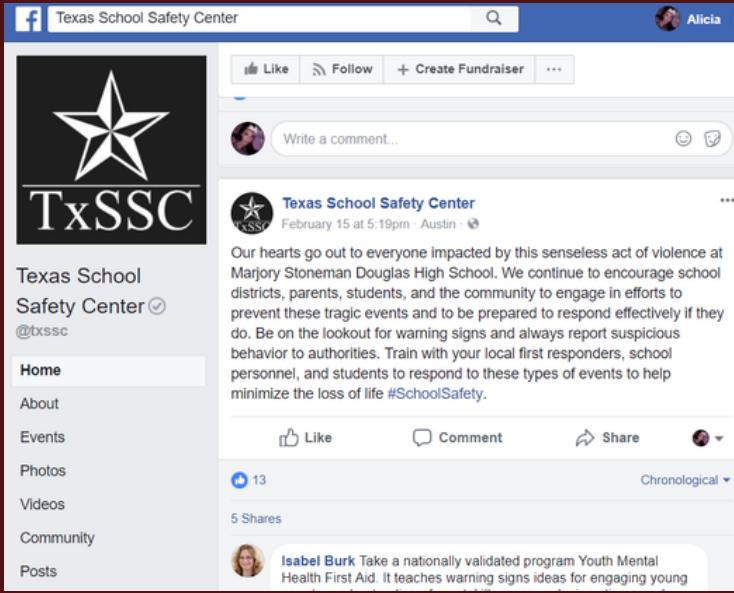 Texas School Safety Center
Alicia
TxSSC
Texas School
Safety Center
@txssc
Home
About
Events
Photos
Videos
Community
Posts
Like
Follow
+ Create Fundraiser
Write a comment...
TxSSC
Texas School Safety Center
February 15 at 5:19pm · Austin ·
Our hearts go out to everyone impacted by this senseless act of violence at
Marjory Stoneman Douglas High School. We continue to encourage school
districts, parents, students, and the community to engage in efforts to
prevent these tragic events and to be prepared to respond effectively if they
do. Be on the lookout for warning signs and always report suspicious
behavior to authorities. Train with your local first responders, school
personnel, and students to respond to these types of events to help
minimize the loss of life #SchoolSafety.
Like Comment Share
13 Chronological
5 Shares
Isabel Burk Take a nationally validated program Youth Mental
Health First Aid. It teaches warning signs ideas for engaging young